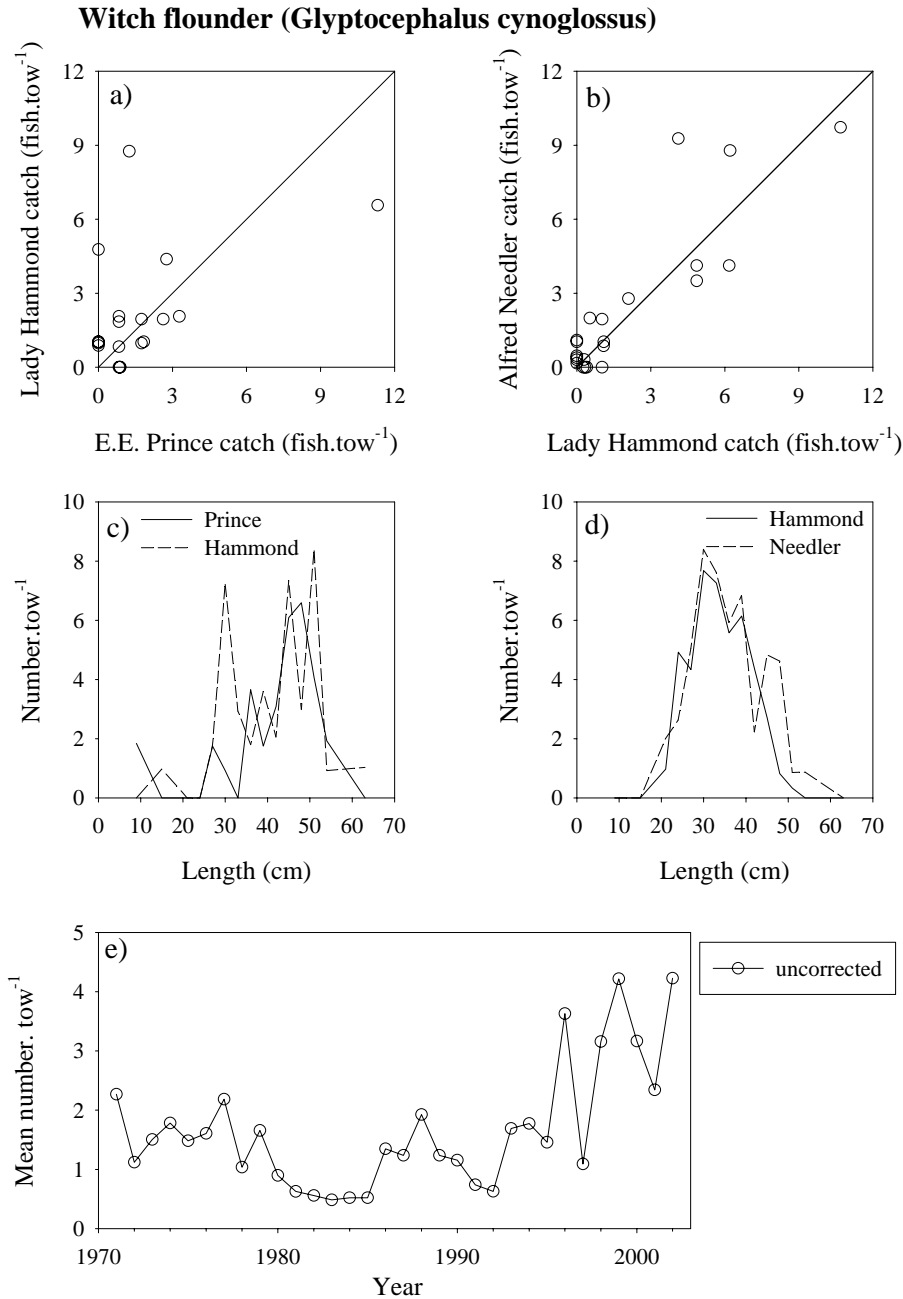 Witch flounder (Glyptocephalus cynoglossus)
a)
Lady Hammond catch (fish.tow-1)
12
9
6
3
0
0 3 6 9 12
E.E. Prince catch (fish.tow-1)
b)
Alfred Needler catch (fish.tow-1)
12
9
6
3
0
0 3 6 9 12
Lady Hammond catch (fish.tow-1)
c)
Prince
Hammond
Number.tow-1
10
8
6
4
2
0
0 10 20 30 40 50 60 70
Length (cm)
d)
Hammond
Needler
Number.tow-1
10
8
6
4
2
0
0 10 20 30 40 50 60 70
Length (cm)
e)
Mean number. tow-1
5
4
3
2
1
0
1970 1980 1990 2000
Year
uncorrected